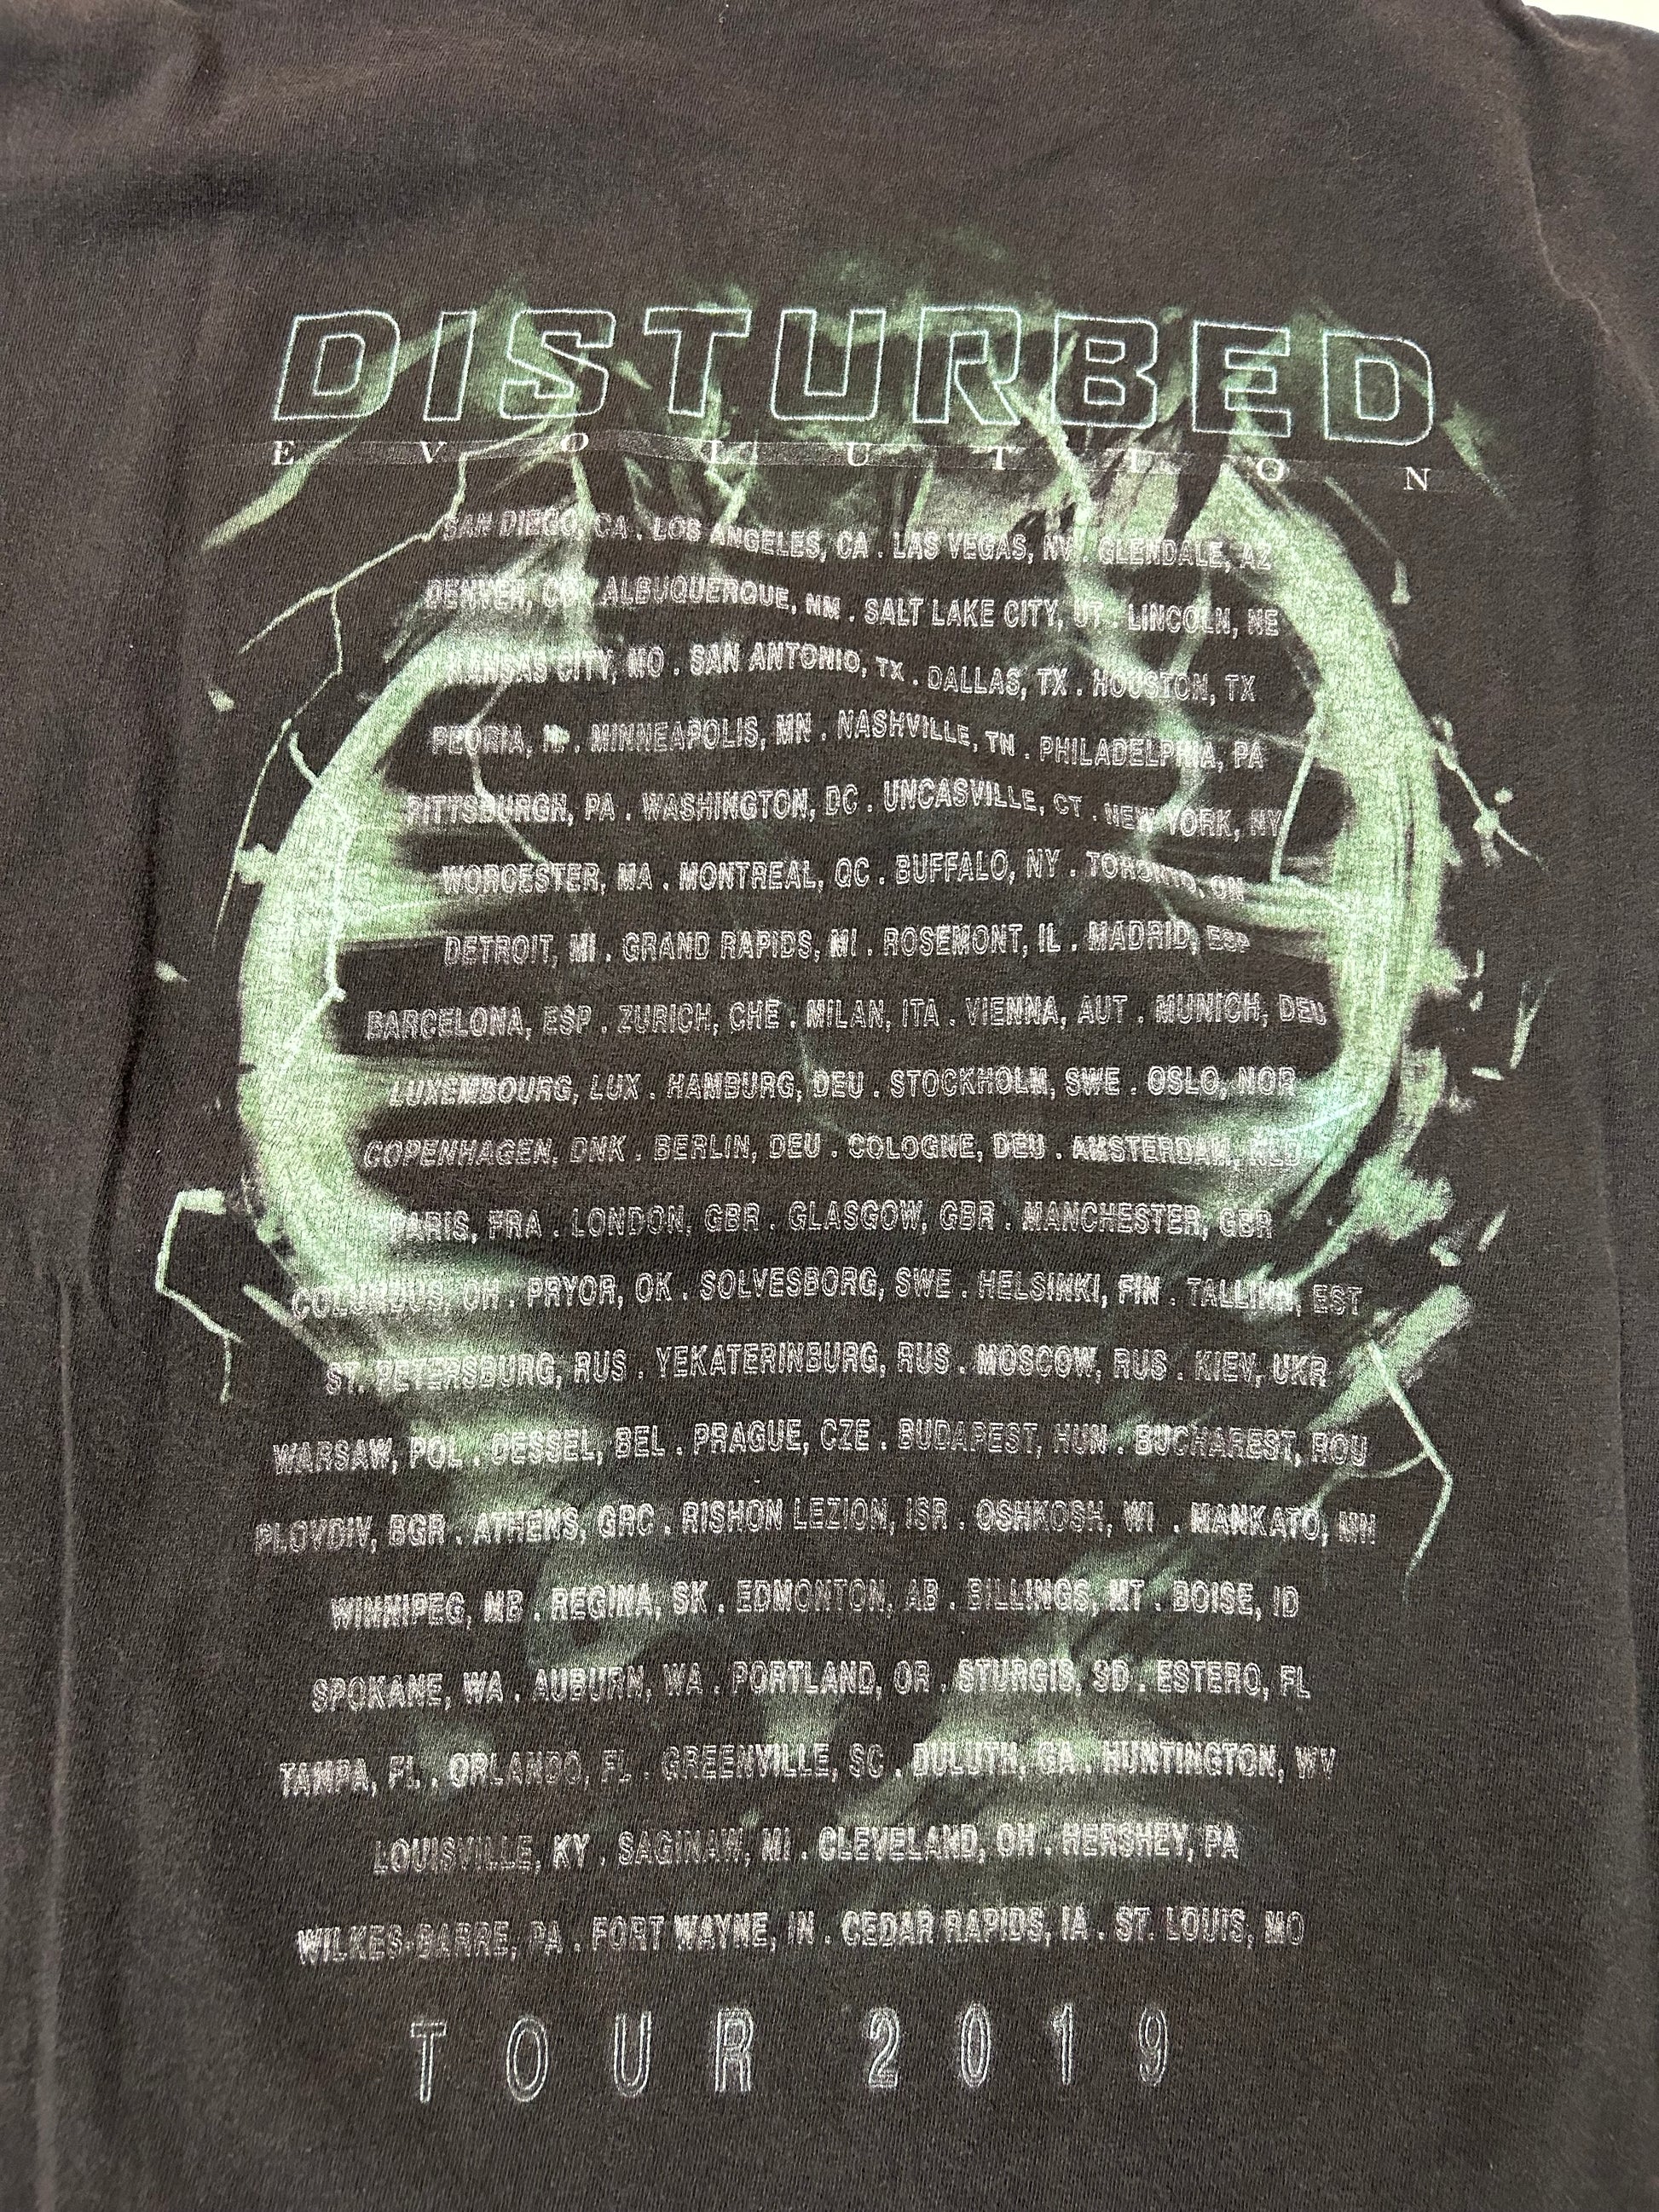 DISTURBED
EVOLUTION
SAN DIEGO, CA . LOS ANGELES, CA . LAS VEGAS, NV . GLENDALE, AZ
DENVER, CO . ALBUQUERQUE, NM . SALT LAKE CITY, UT . LINCOLN, NE
KANSAS CITY, MO . SAN ANTONIO, TX . DALLAS, TX . HOUSTON, TX
PEORIA, IL . MINNEAPOLIS, MN . NASHVILLE, TN . PHILADELPHIA, PA
PITTSBURGH, PA . WASHINGTON, DC . UNCASVILLE, CT . NEW YORK, NY
WORCESTER, MA . MONTREAL, QC . BUFFALO, NY . TORONTO, ON
DETROIT, MI . GRAND RAPIDS, MI . ROSEMONT, IL . MADRID, ESP
BARCELONA, ESP . ZURICH, CHE . MILAN, ITA . VIENNA, AUT . MUNICH, DEU
LUXEMBOURG, LUX . HAMBURG, DEU . STOCKHOLM, SWE . OSLO, NOR
COPENHAGEN, DNK . BERLIN, DEU . COLOGNE, DEU . AMSTERDAM, NLD
PARIS, FRA . LONDON, GBR . GLASGOW, GBR . MANCHESTER, GBR
COLUMBUS, OH . PRYOR, OK . SOLVESBORG, SWE . HELSINKI, FIN . TALLINN, EST
ST. PETERSBURG, RUS . YEKATERINBURG, RUS . MOSCOW, RUS . KIEV, UKR
WARSAW, POL . DESSEL, BEL . PRAGUE, CZE . BUDAPEST, HUN . BUCHAREST, ROU
PLOVDIV, BGR . ATHENS, GRC . RISHON LEZION, ISR . OSHKOSH, WI . MANKATO, MN
WINNIPEG, MB . REGINA, SK . EDMONTON, AB . BILLINGS, MT . BOISE, ID
SPOKANE, WA . AUBURN, WA . PORTLAND, OR . STURGIS, SD . ESTERO, FL
TAMPA, FL . ORLANDO, FL . GREENVILLE, SC . DULUTH, GA . HUNTINGTON, WV
LOUISVILLE, KY . SAGINAW, MI . CLEVELAND, OH . HERSHEY, PA
WILKES-BARRE, PA . FORT WAYNE, IN . CEDAR RAPIDS, IA . ST. LOUIS, MO
TOUR 2019